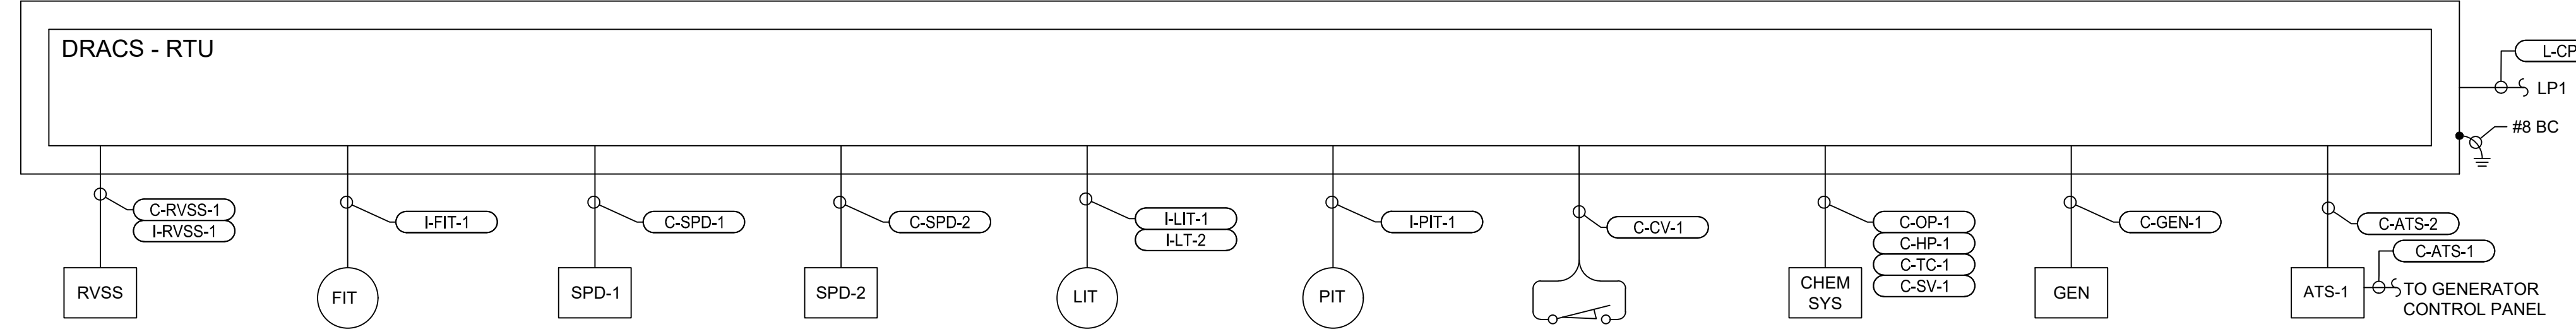 DRACS - RTU
L-CP
LP1
#8 BC
C-RVSS-1
I-RVSS-1
I-FIT-1
C-SPD-1
C-SPD-2
I-LIT-1
I-LT-2
I-PIT-1
C-CV-1
C-OP-1
C-HP-1
C-TC-1
C-SV-1
C-GEN-1
C-ATS-2
C-ATS-1
RVSS
FIT
SPD-1
SPD-2
LIT
PIT
CHEM
SYS
GEN
ATS-1
TO GENERATOR
CONTROL PANEL